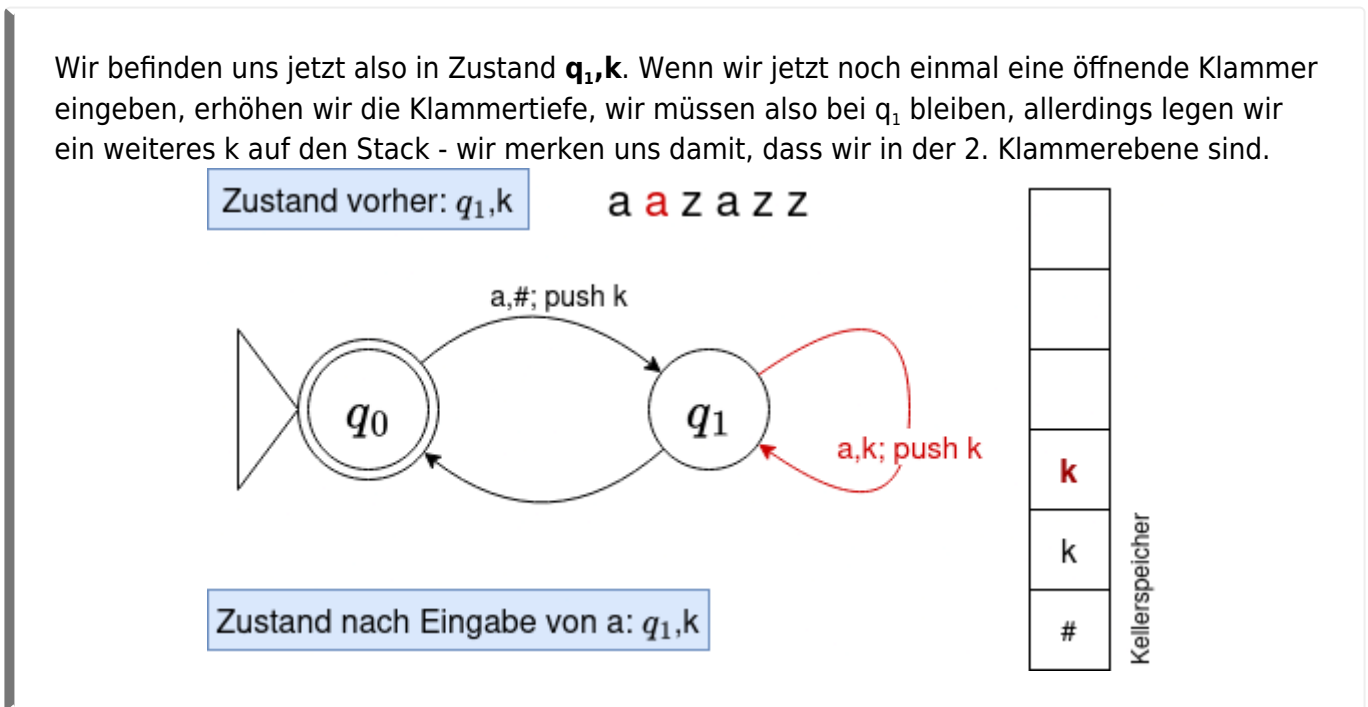 Wir befinden uns jetzt also in Zustand q₁,k. Wenn wir jetzt noch einmal eine öffnende Klammer
eingeben, erhöhen wir die Klammertiefe, wir müssen also bei q₁ bleiben, allerdings legen wir
ein weiteres k auf den Stack - wir merken uns damit, dass wir in der 2. Klammerebene sind.
Zustand vorher: q₁,k
a a z a z z
a,#; push k
q₀
q₁
a,k; push k
k
k
#
Kellerspeicher
Zustand nach Eingabe von a: q₁,k